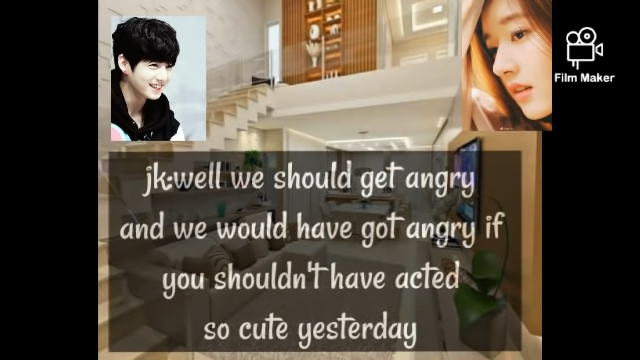 Film Maker
jk:well we should get angry
and we would have got angry if
you shouldn't have acted
so cute yesterday